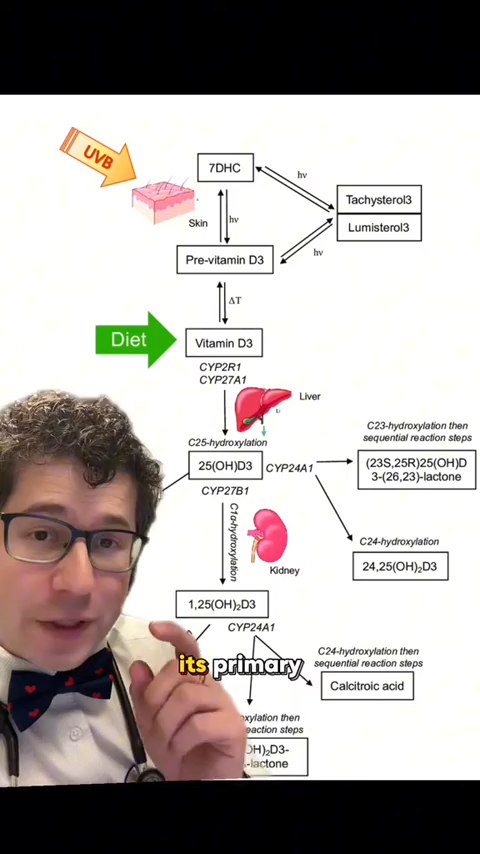 UVB
7DHC
hν
Tachysterol3
Lumisterol3
Skin
hν
hν
Pre-vitamin D3
ΔT
Diet
Vitamin D3
CYP2R1
CYP27A1
Liver
C25-hydroxylation
25(OH)D3
CYP24A1
C23-hydroxylation then
sequential reaction steps
(23S,25R)25(OH)D
3-(26,23)-lactone
CYP27B1
C1α-hydroxylation
Kidney
C24-hydroxylation
24,25(OH)₂D3
1,25(OH)₂D3
CYP24A1
C24-hydroxylation then
sequential reaction steps
Calcitroic acid
its primary
then
reaction steps
OH)₂D3-
-lactone